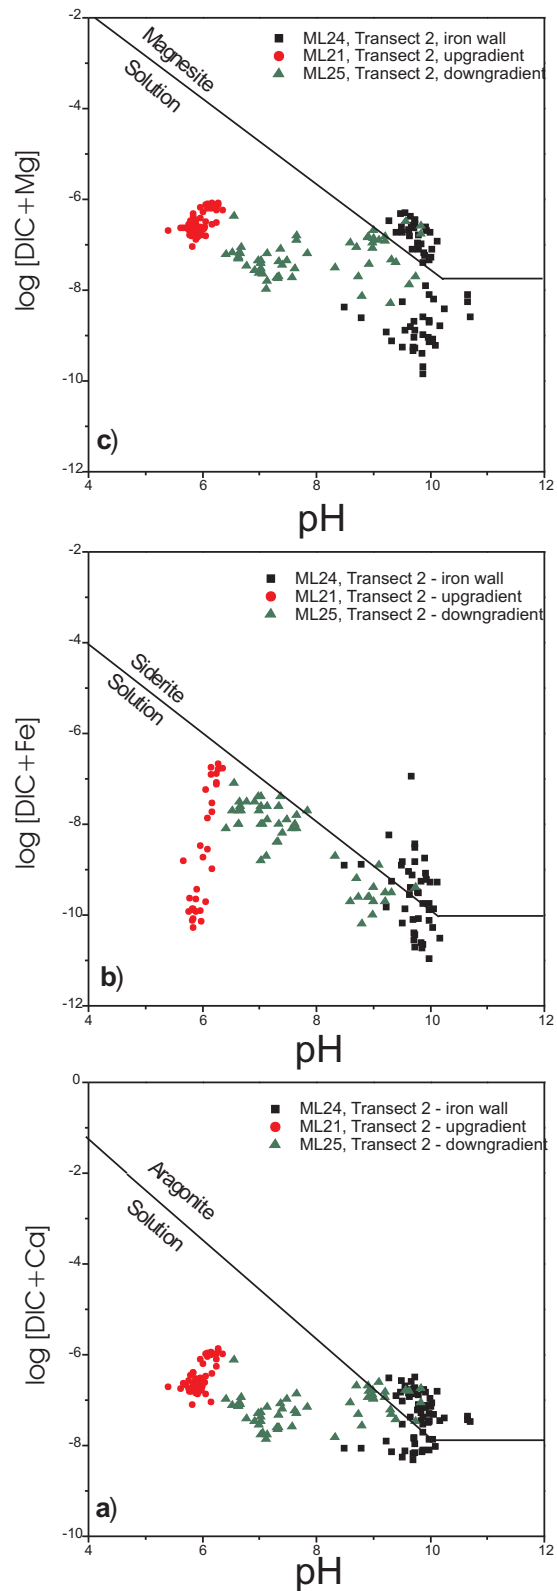 -2
ML24, Transect 2, iron wall
ML21, Transect 2, upgradient
ML25, Transect 2, downgradient
Magnesite
Solution
-4
-6
log [DIC+Mg]
-8
-10
c)
-12
4 6 8 10 12
pH
-2
ML24, Transect 2 - iron wall
ML21, Transect 2 - upgradient
ML25, Transect 2 - downgradient
-4
Siderite
Solution
-6
log [DIC+Fe]
-8
-10
b)
-12
4 6 8 10 12
pH
0
ML24, Transect 2 - iron wall
ML21, Transect 2 - upgradient
ML25, Transect 2 - downgradient
-2
Aragonite
Solution
-4
log [DIC+Ca]
-6
-8
a)
-10
4 6 8 10 12
pH